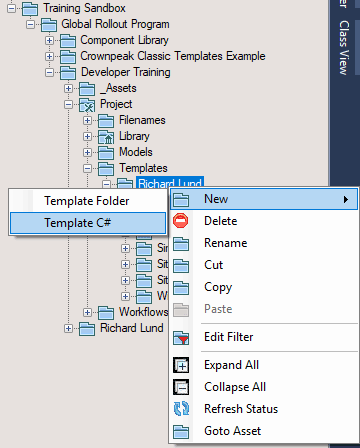 Training Sandbox
Global Rollout Program
Component Library
Crownpeak Classic Templates Example
Developer Training
_Assets
Project
Filenames
Library
Models
Templates
Richard Lund
Template Folder
Template C#
New
Delete
Rename
Cut
Copy
Paste
Edit Filter
Expand All
Collapse All
Refresh Status
Goto Asset
Sit
Sit
W
Workflows
Richard Lund
Class View